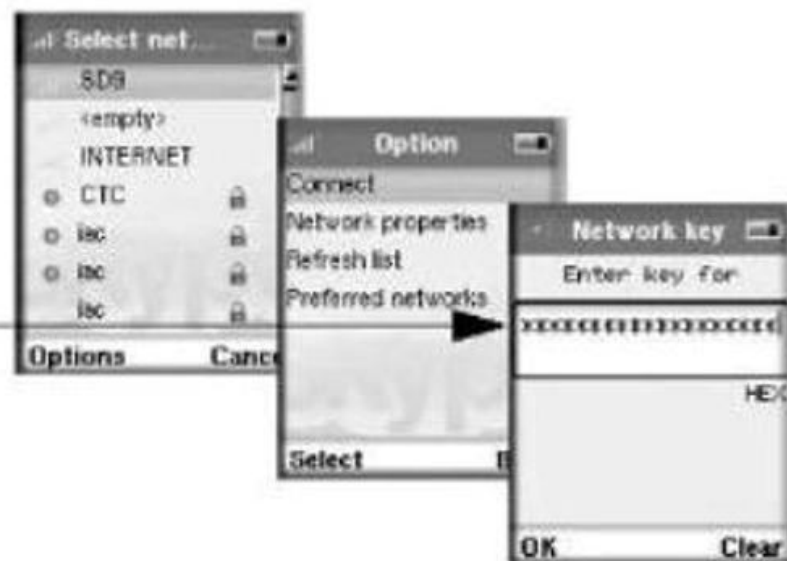 Select net...
SD9
<empty>
INTERNET
CTC
iac
iac
iac
Options
Option
Connect
Network properties
Refresh list
Preferred networks
Select
Network key
Enter key for
HEX
OK Clear